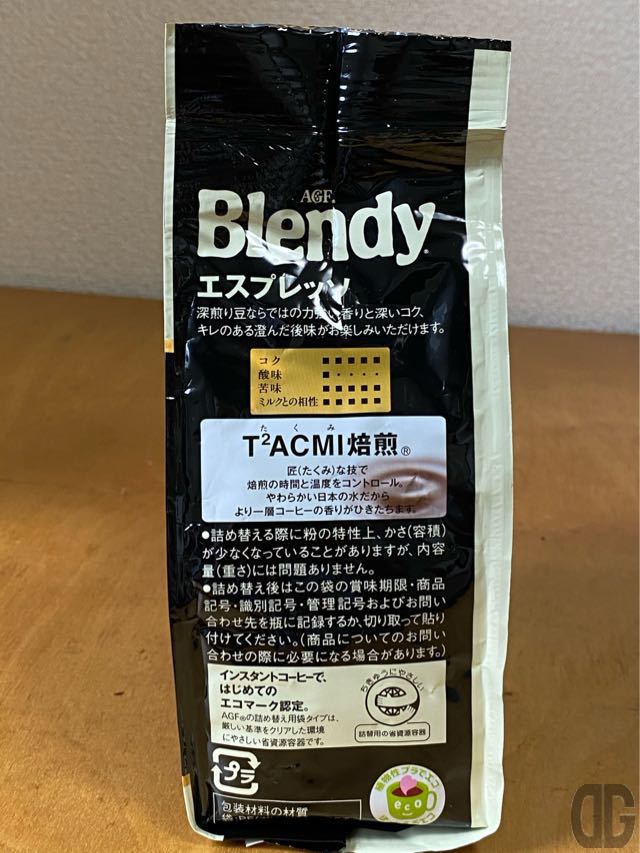 AGF®
Blendy®
エスプレッソ
深煎り豆ならではの力強い香りと深いコク、
キレのある澄んだ後味がお楽しみいただけます。
コク ■■■■■
酸味 ■・・・・
苦味 ■■■■■
ミルクとの相性 ■■■■■
たくみ
T²ACMI焙煎®
匠(たくみ)な技で
焙煎の時間と温度をコントロール。
やわらかい日本の水だから
より一層コーヒーの香りがひきたちます。
●詰め替える際に粉の特性上、かさ(容積)
が少なくなっていることがありますが、内容
量(重さ)には問題ありません。
●詰め替え後はこの袋の賞味期限・商品
記号・識別記号・管理記号およびお問い
合わせ先を瓶に記録するか、切り取って貼り
付けてください。(商品についてのお問い
合わせの際に必要になる場合があります。)
インスタントコーヒーで、
はじめての
エコマーク認定。
AGF®の詰め替え用袋タイプは、
厳しい基準をクリアした環境
にやさしい省資源容器です。
ちきゅうにやさしい
詰替用の省資源容器
プラ
植物性プラでエコ
eco
包装材料の材質
DG